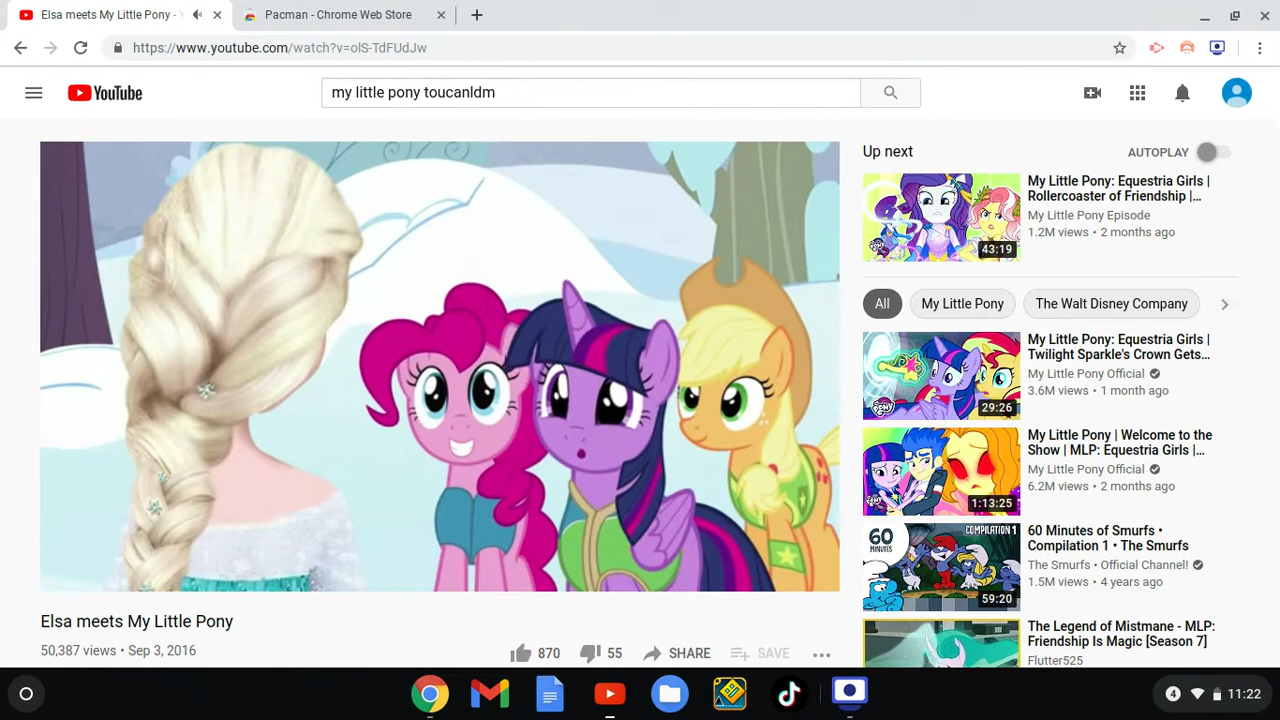 Elsa meets My Little Pony - Y
Pacman - Chrome Web Store
https://www.youtube.com/watch?v=olS-TdFUdJw
YouTube
my little pony toucanldm
Up next
AUTOPLAY
My Little Pony: Equestria Girls |
Rollercoaster of Friendship |...
My Little Pony Episode
1.2M views • 2 months ago
43:19
All
My Little Pony
The Walt Disney Company
My Little Pony: Equestria Girls |
Twilight Sparkle's Crown Gets...
My Little Pony Official
3.6M views • 1 month ago
29:26
My Little Pony | Welcome to the
Show | MLP: Equestria Girls |...
My Little Pony Official
6.2M views • 2 months ago
1:13:25
60
MINUTES
COMPILATION 1
60 Minutes of Smurfs •
Compilation 1 • The Smurfs
The Smurfs • Official Channel!
1.5M views • 4 years ago
59:20
The Legend of Mistmane - MLP:
Friendship Is Magic [Season 7]
Flutter525
Elsa meets My Little Pony
50,387 views • Sep 3, 2016
870
55
SHARE
SAVE
4
11:22